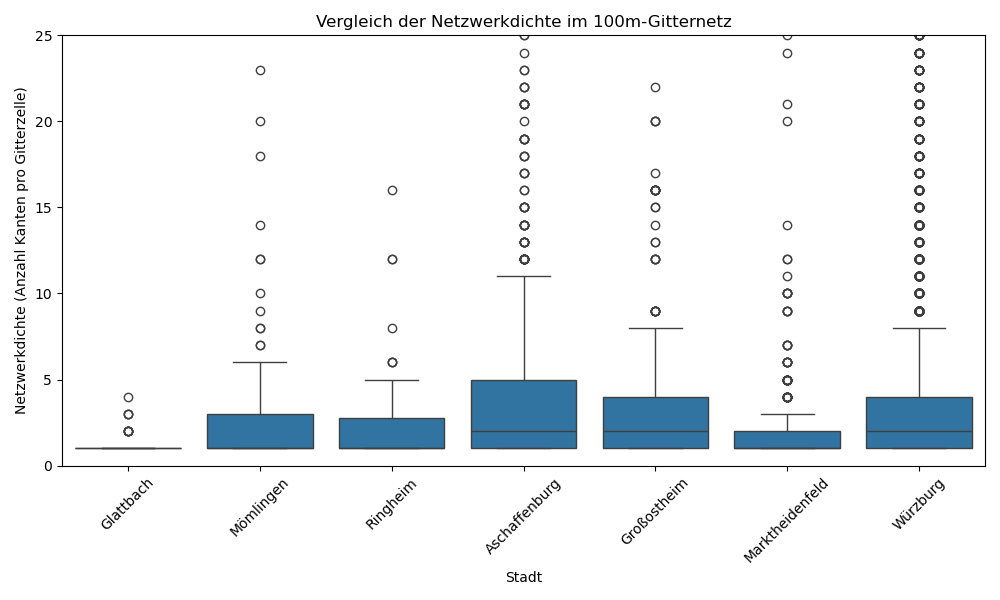 Vergleich der Netzwerkdichte im 100m-Gitternetz
Netzwerkdichte (Anzahl Kanten pro Gitterzelle)
25
20
15
10
5
0
Glattbach
Mömlingen
Ringheim
Aschaffenburg
Großostheim
Marktheidenfeld
Würzburg
Stadt